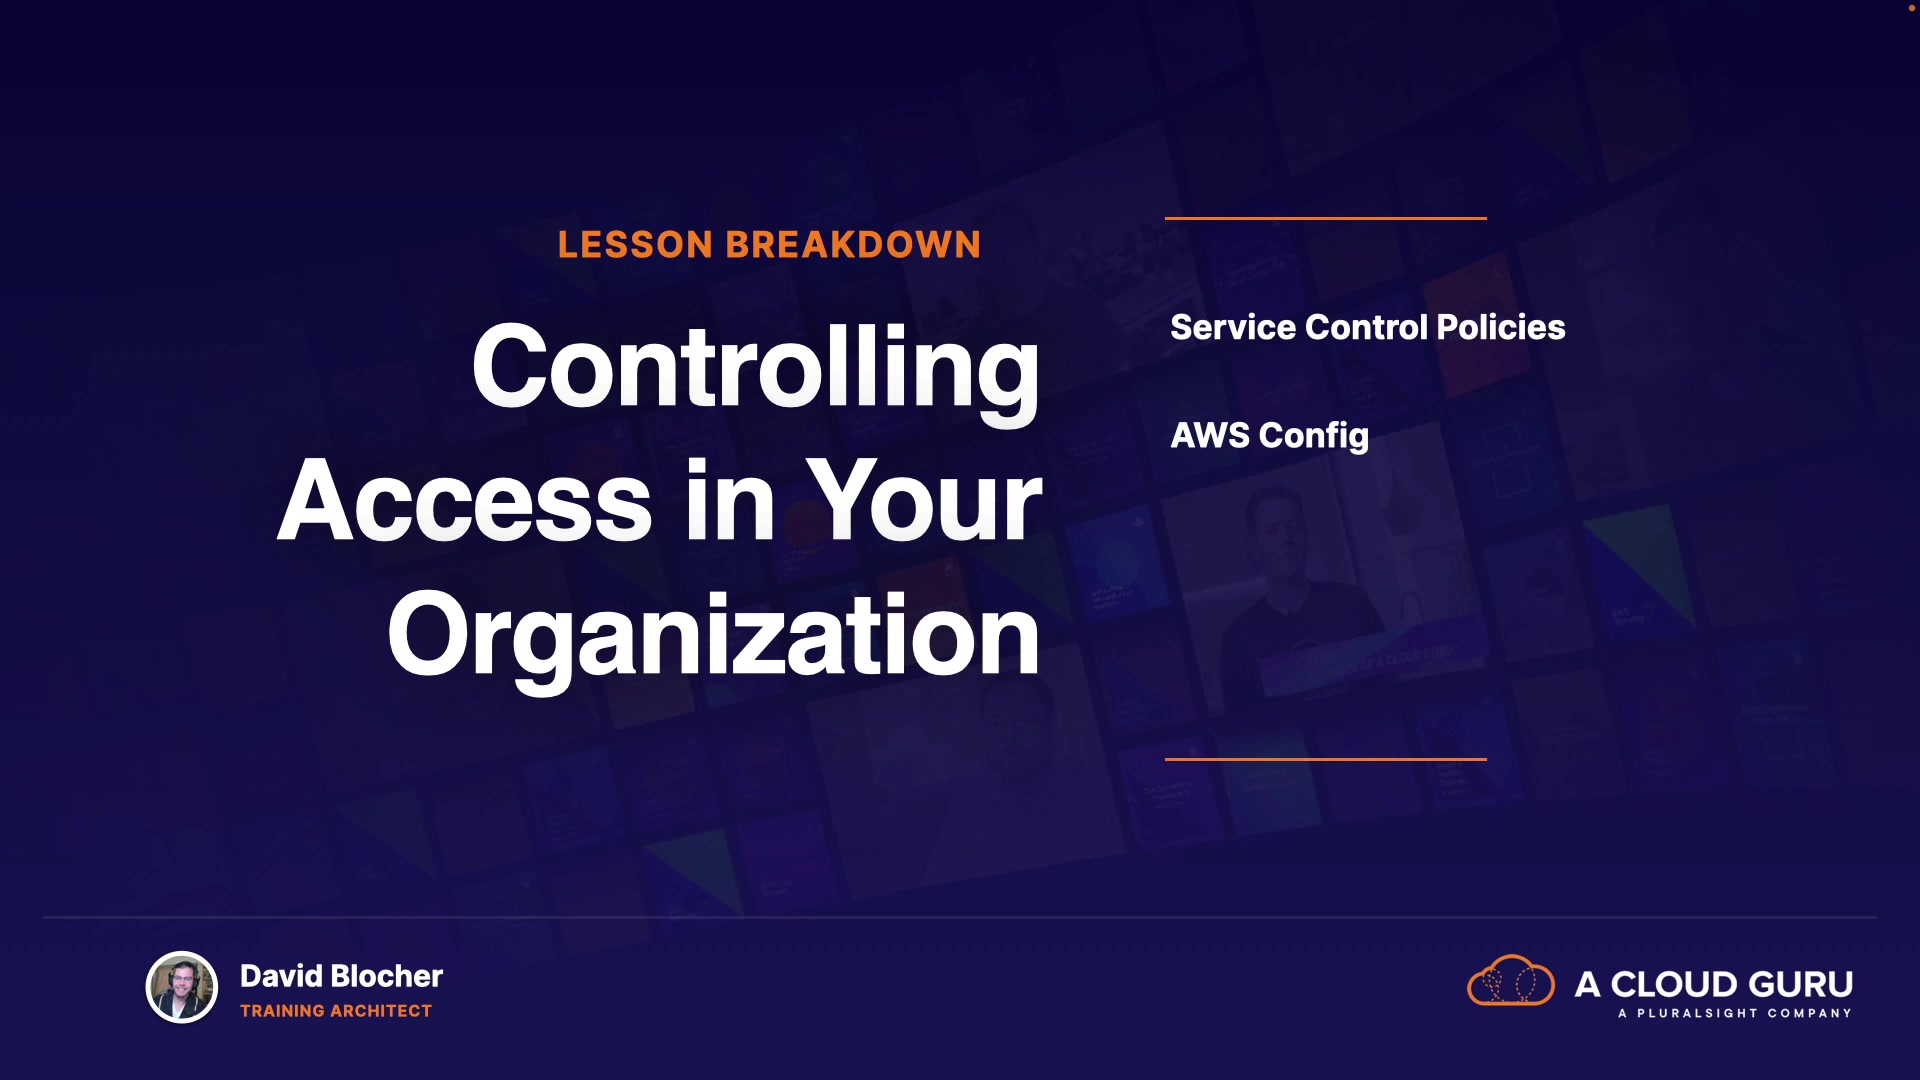 LESSON BREAKDOWN
Controlling
Access in Your
Organization
Service Control Policies
AWS Config
David Blocher
TRAINING ARCHITECT
A CLOUD GURU
A PLURALSIGHT COMPANY